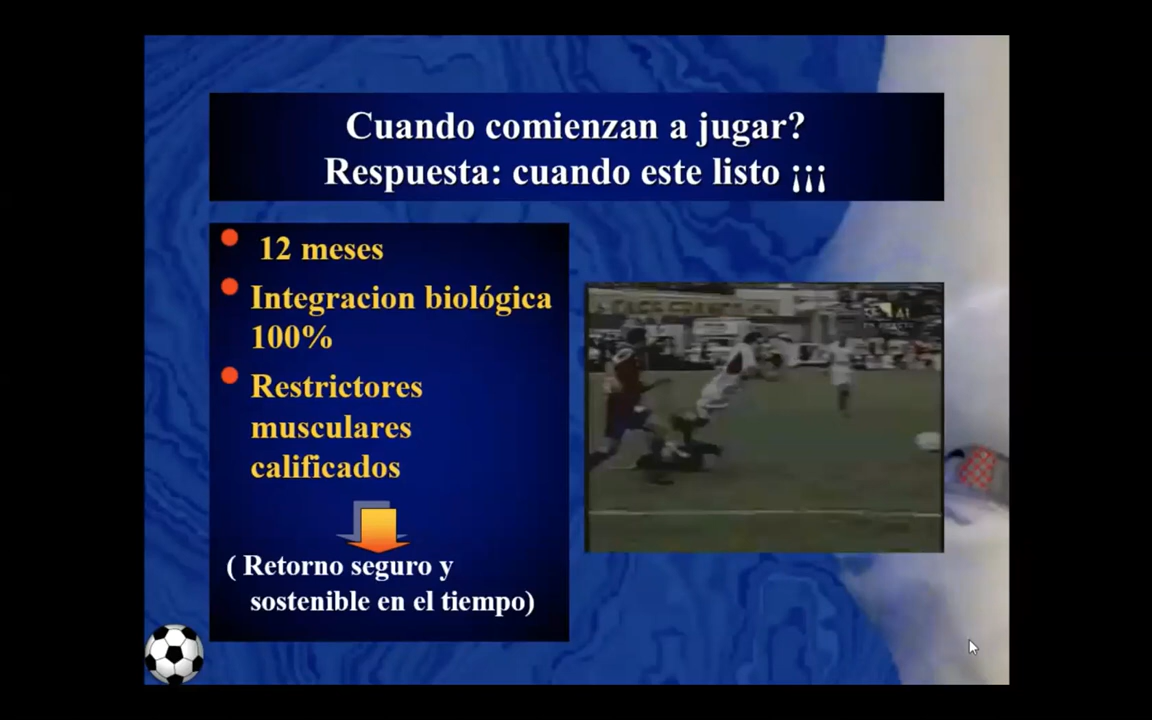 Cuando comienzan a jugar?
Respuesta: cuando este listo ¡¡¡
12 meses
Integracion biológica
100%
Restrictores
musculares
calificados
( Retorno seguro y
sostenible en el tiempo)